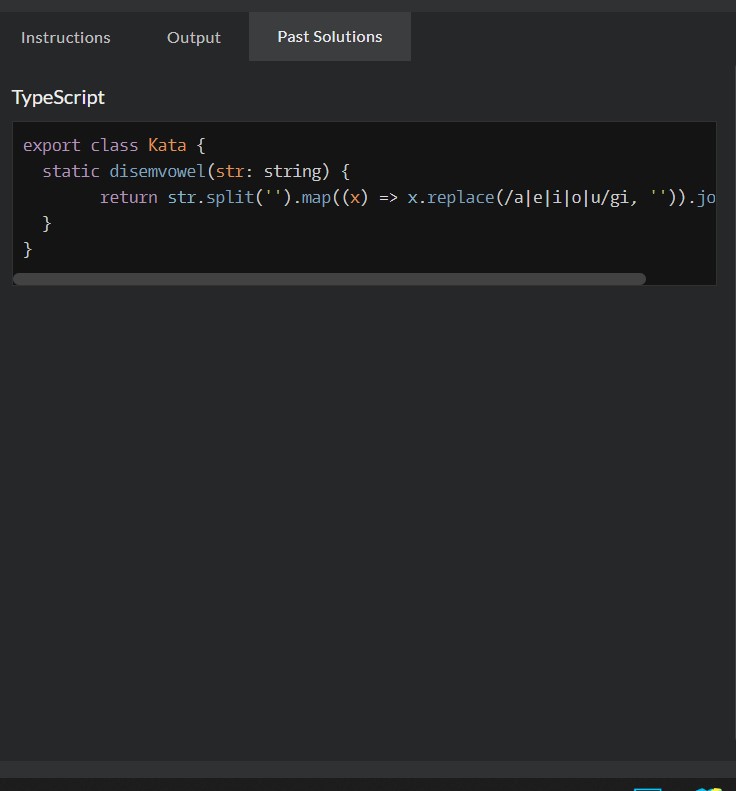 Instructions Output Past Solutions
TypeScript
export class Kata {
  static disemvowel(str: string) {
        return str.split('').map((x) => x.replace(/a|e|i|o|u/gi, '')).jo
  }
}